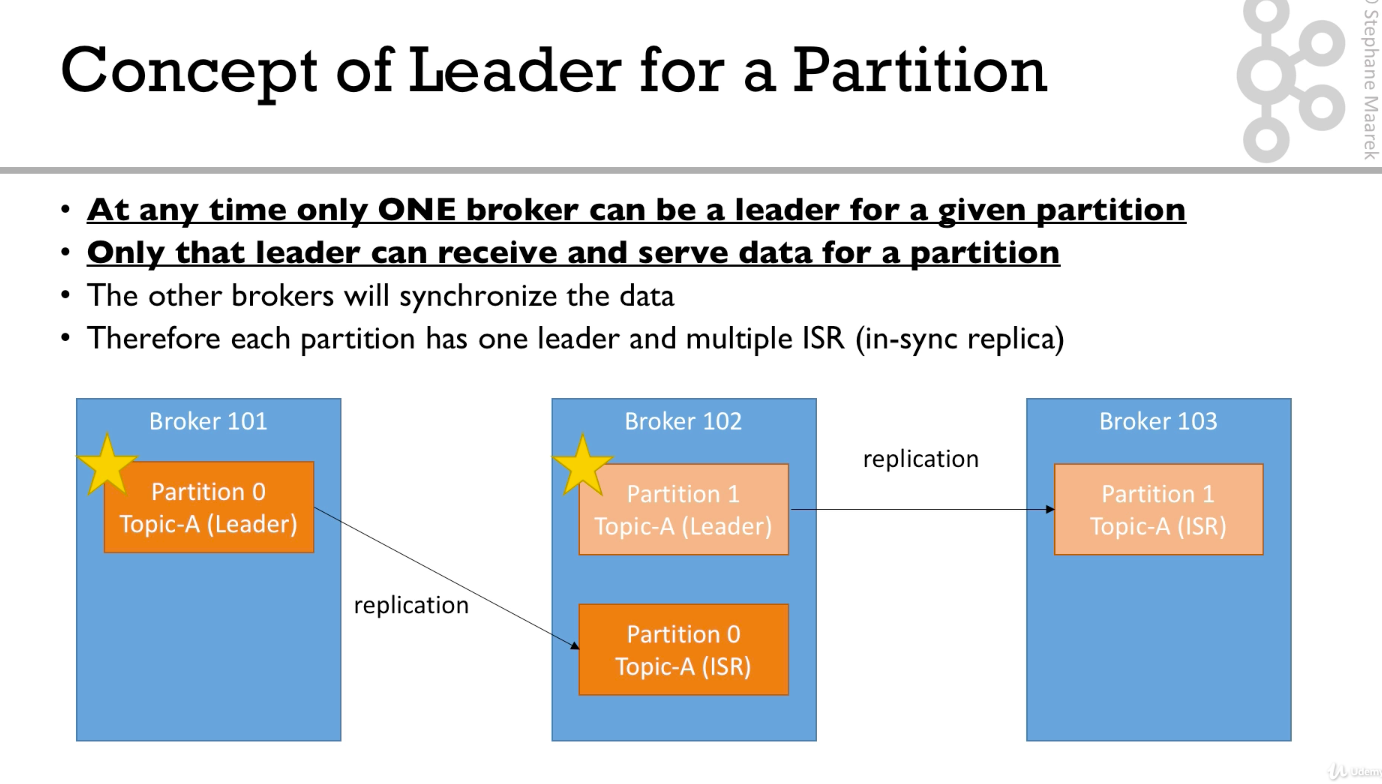 Concept of Leader for a Partition
© Stephane Maarek
• At any time only ONE broker can be a leader for a given partition
• Only that leader can receive and serve data for a partition
• The other brokers will synchronize the data
• Therefore each partition has one leader and multiple ISR (in-sync replica)
Broker 101
Partition 0
Topic-A (Leader)
replication
Broker 102
Partition 1
Topic-A (Leader)
Partition 0
Topic-A (ISR)
replication
Broker 103
Partition 1
Topic-A (ISR)
Udemy